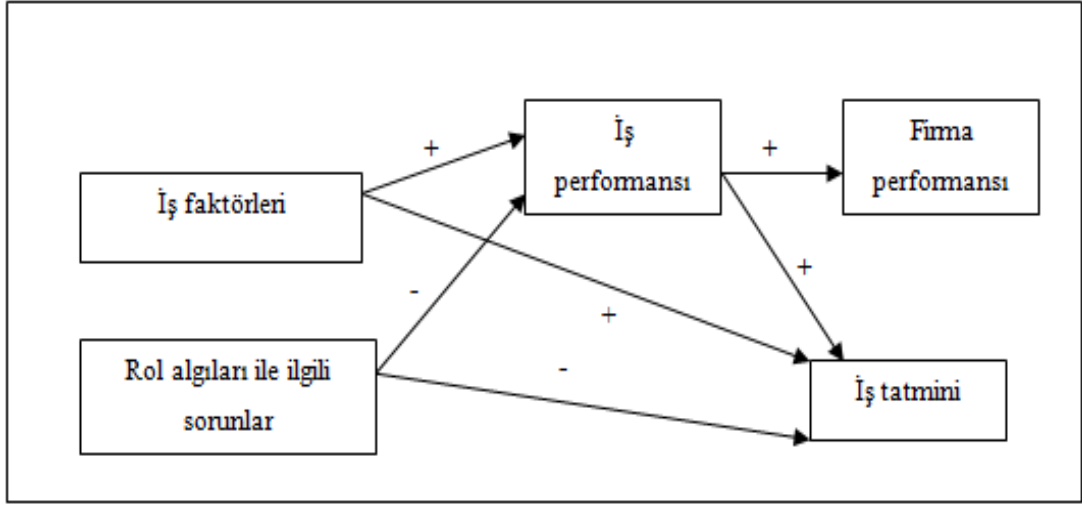 İş
performansı
Firma
performansı
+
+
İş faktörleri
+
-
+
Rol algıları ile ilgili
sorunlar
-
İş tatmini